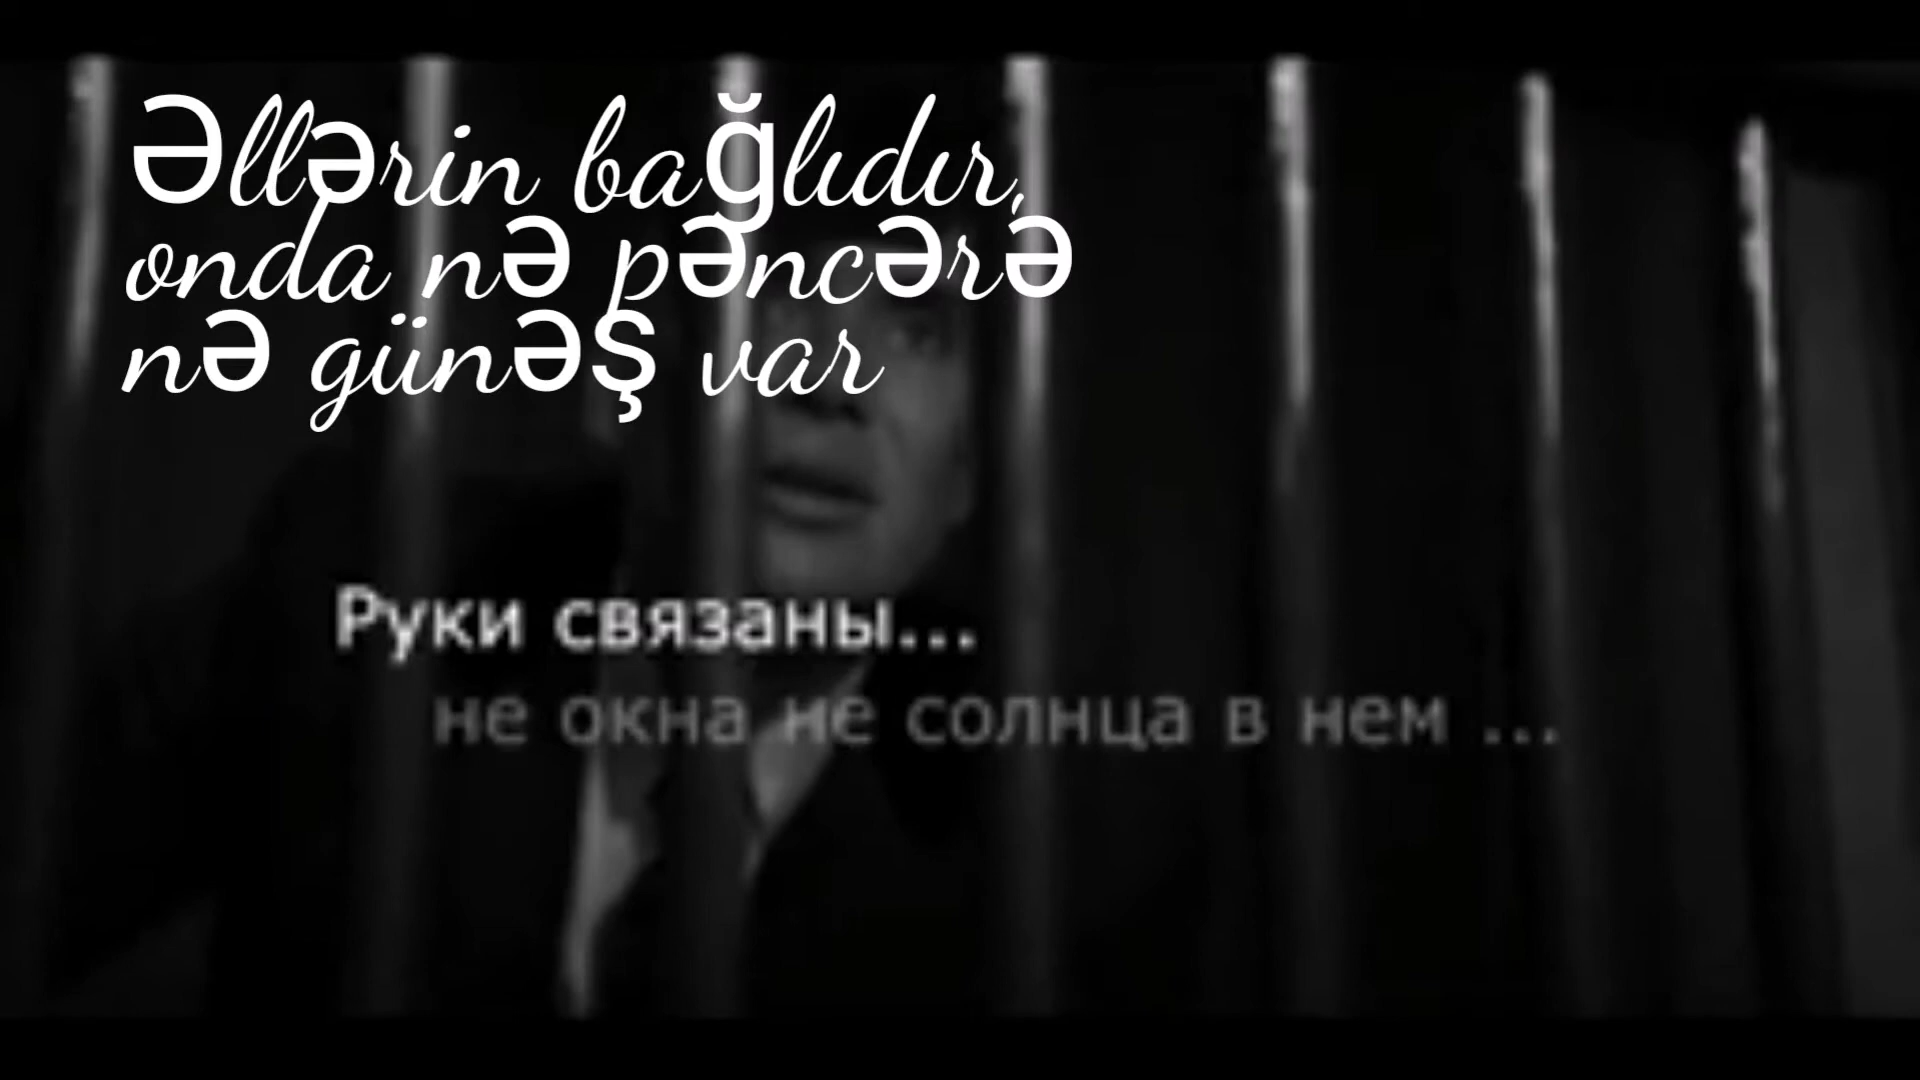 Əllərin bağlıdır,
onda nə pəncərə
nə günəş var
Руки связаны...
не окна не солнца в нем ...